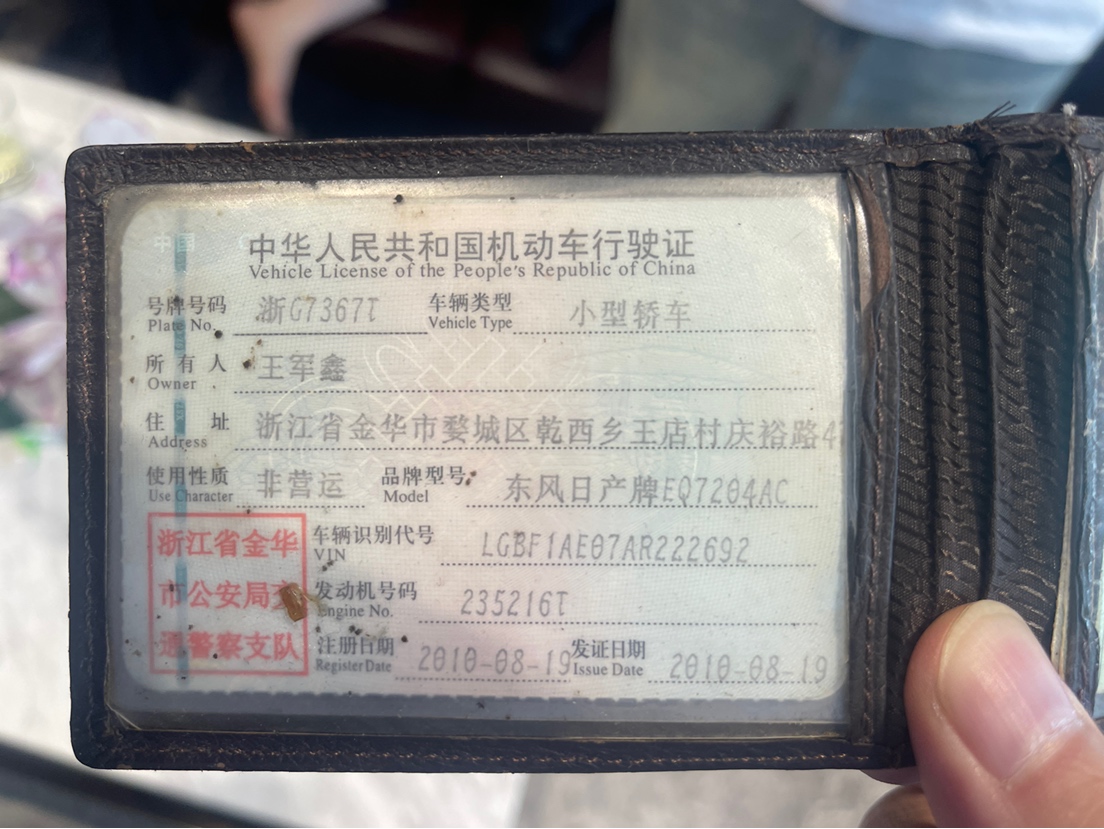 中国
中华人民共和国机动车行驶证
Vehicle License of the People's Republic of China
号牌号码 浙G7367T 车辆类型 小型轿车
Plate No. Vehicle Type
所有人 王军鑫
Owner
住址 浙江省金华市婺城区乾西乡王店村庆裕路4
Address
使用性质 非营运 品牌型号 东风日产牌EQ7204AC
Use Character Model
浙江省金华
市公安局交
通警察支队
车辆识别代号 LGBF1AE07AR222692
VIN
发动机号码 235216T
Engine No.
注册日期 2010-08-19 发证日期 2010-08-19
Register Date Issue Date